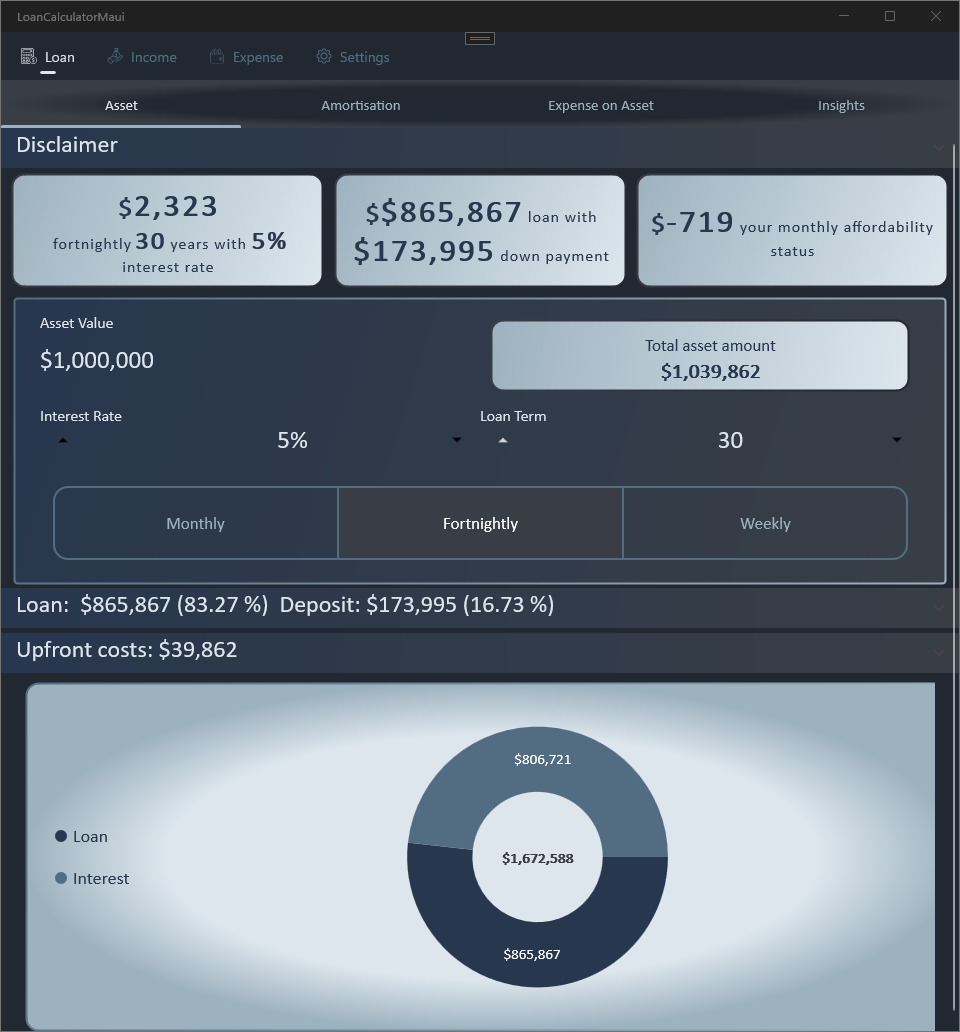 LoanCalculatorMaui
Loan Income Expense Settings
Asset Amortisation Expense on Asset Insights
Disclaimer
$2,323
fortnightly 30 years with 5%
interest rate
$$865,867 loan with
$173,995 down payment
$-719 your monthly affordability
status
Asset Value
$1,000,000
Total asset amount
$1,039,862
Interest Rate
5%
Loan Term
30
Monthly Fortnightly Weekly
Loan: $865,867 (83.27 %) Deposit: $173,995 (16.73 %)
Upfront costs: $39,862
$806,721
Loan
Interest
$1,672,588
$865,867